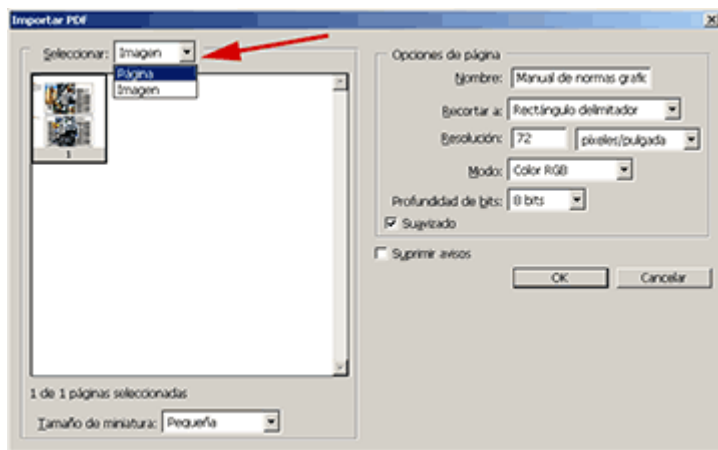 Importar PDF
Seleccionar: Imagen
Página
Imagen
1
1 de 1 páginas seleccionadas
Tamaño de miniatura: Pequeña
Opciones de página
Nombre: Manual de normas grafic
Recortar a: Rectángulo delimitador
Resolución: 72 píxeles/pulgada
Modo: Color RGB
Profundidad de bits: 8 bits
Suavizado
Suprimir avisos
OK Cancelar